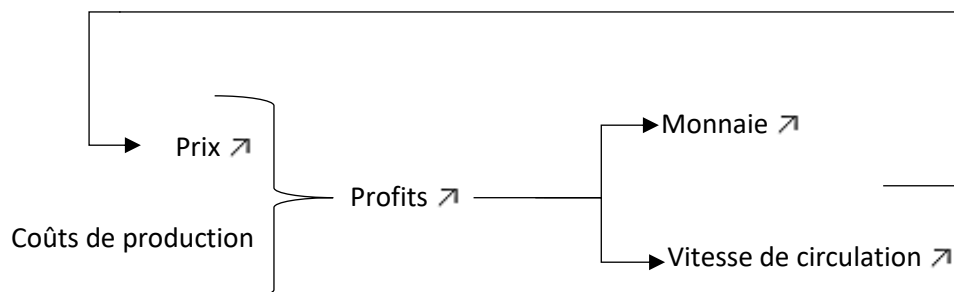 Prix ↗
Coûts de production
Profits ↗
Monnaie ↗
Vitesse de circulation ↗